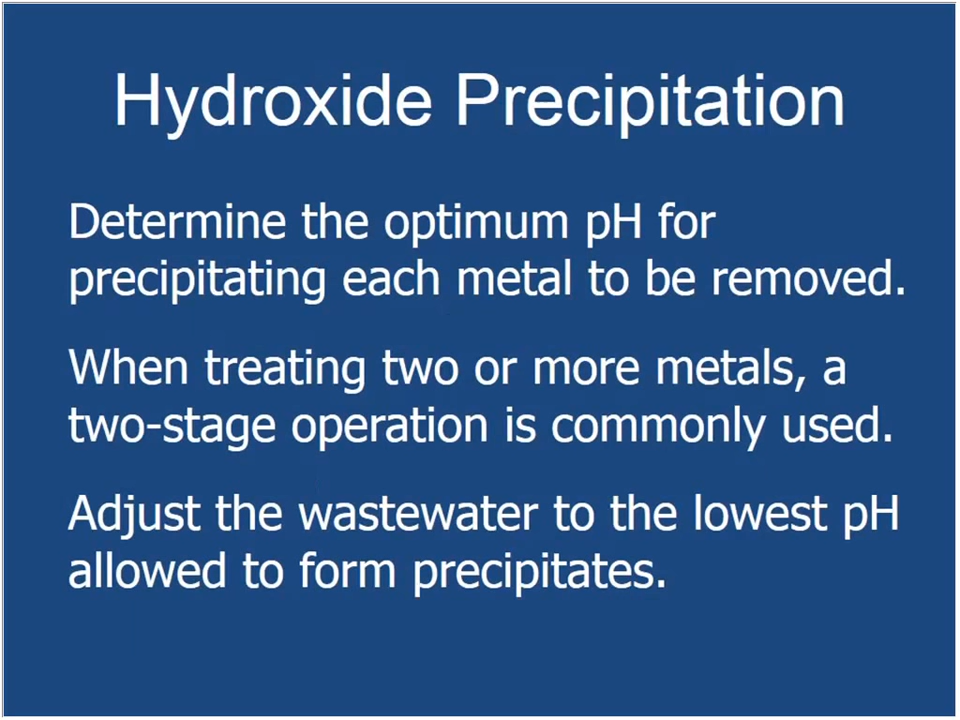 Hydroxide Precipitation
Determine the optimum pH for
precipitating each metal to be removed.
When treating two or more metals, a
two-stage operation is commonly used.
Adjust the wastewater to the lowest pH
allowed to form precipitates.